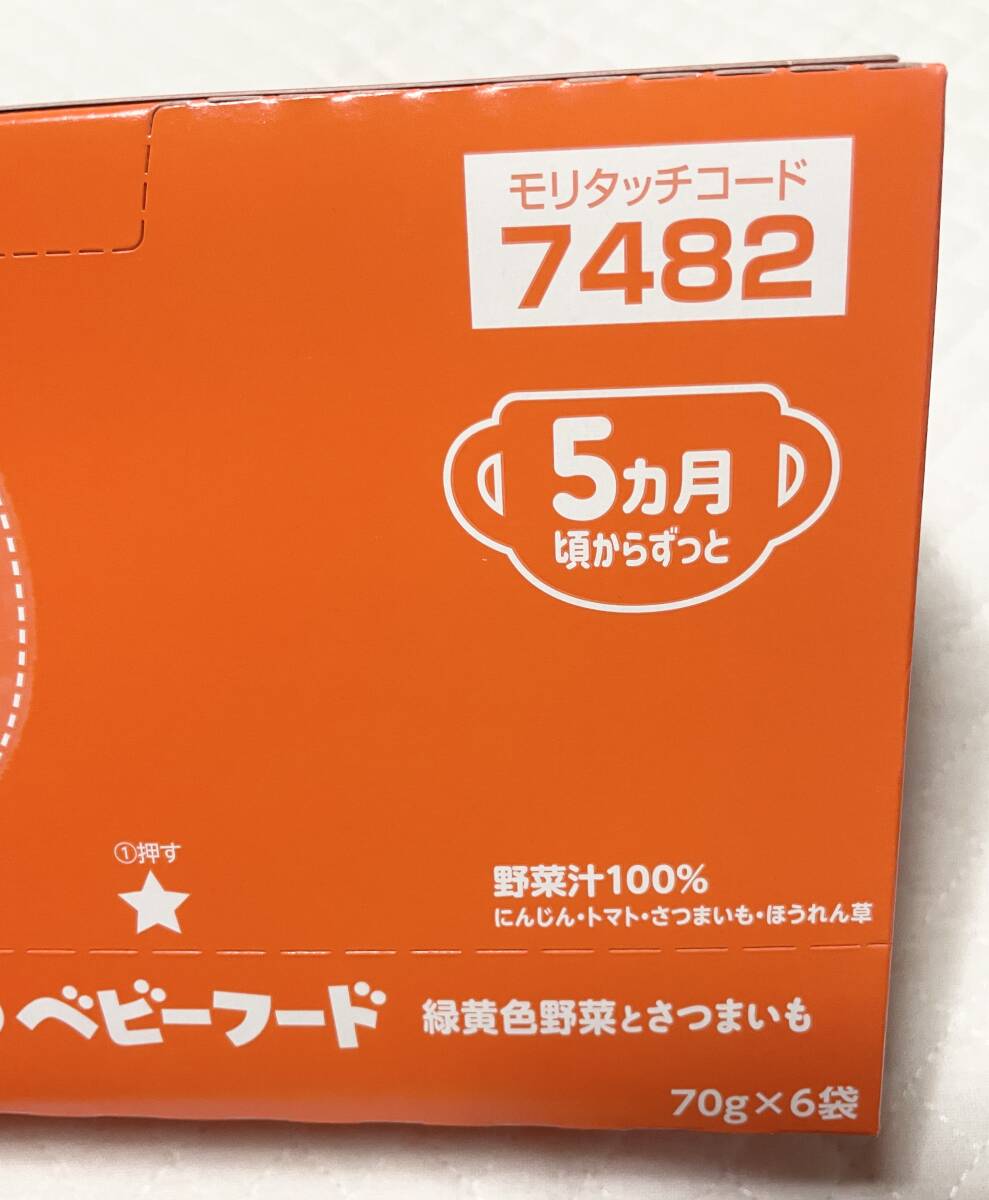 モリタッチコード
7482
5カ月
頃からずっと
①押す
野菜汁100%
にんじん・トマト・さつまいも・ほうれん草
ベビーフード 緑黄色野菜とさつまいも
70g×6袋